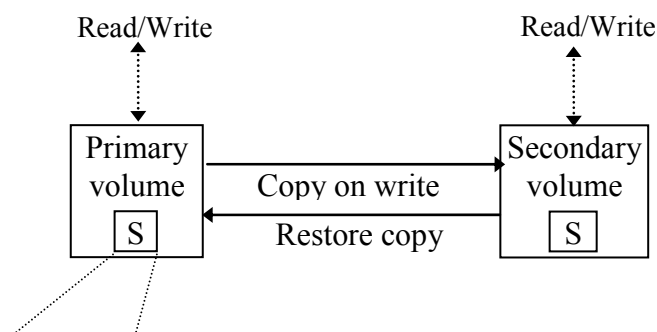 Read/Write
Read/Write
Primary
volume
S
Copy on write
Restore copy
Secondary
volume
S